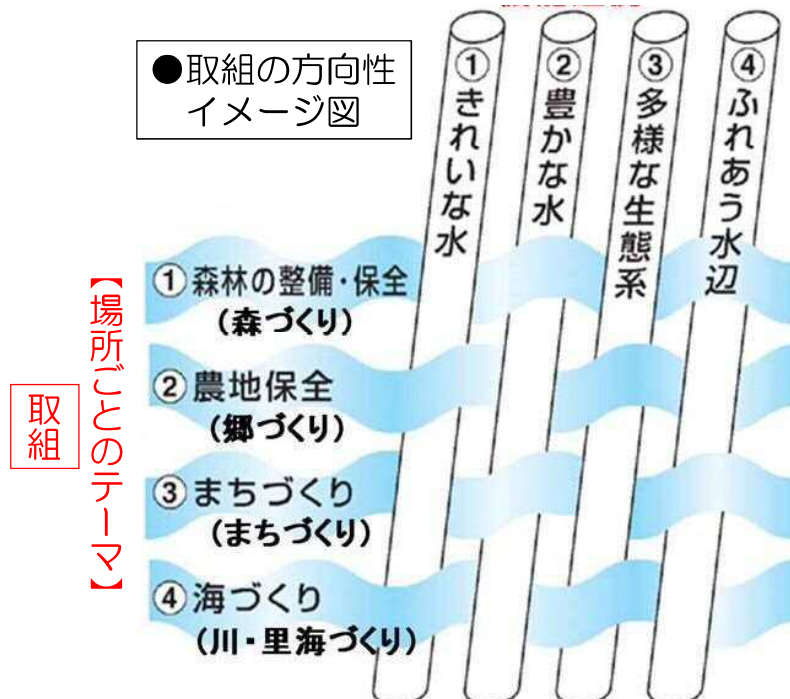 ●取組の方向性
イメージ図
①きれいな水
②豊かな水
③多様な生態系
④ふれあう水辺
【場所ごとのテーマ】
取組
①森林の整備・保全
(森づくり)
②農地保全
(郷づくり)
③まちづくり
(まちづくり)
④海づくり
(川・里海づくり)